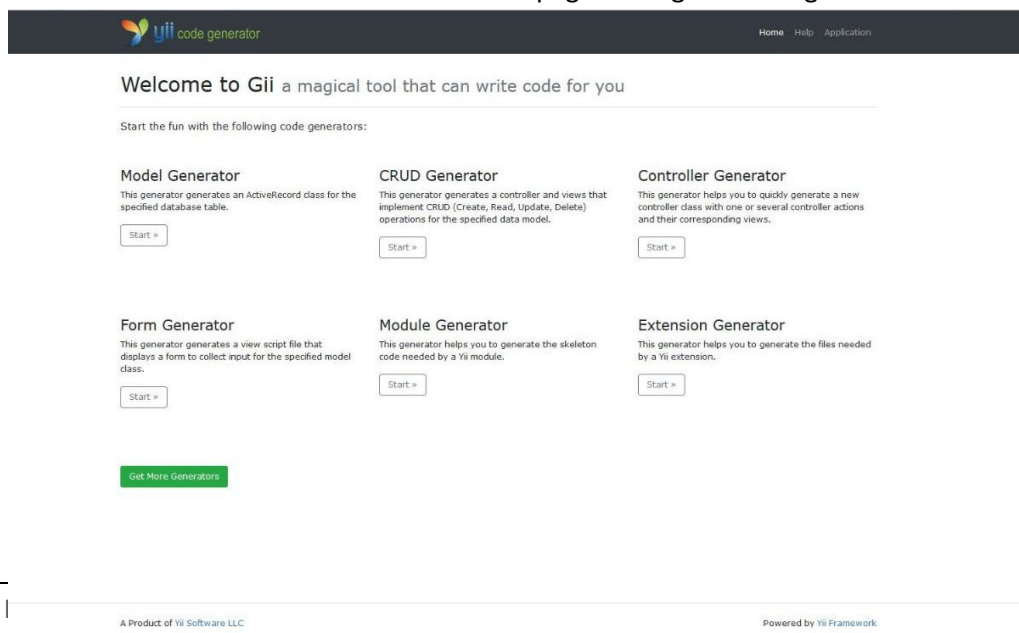 yii code generator
Home Help Application
Welcome to Gii a magical tool that can write code for you
Start the fun with the following code generators:
Model Generator
This generator generates an ActiveRecord class for the
specified database table.
Start »
CRUD Generator
This generator generates a controller and views that
implement CRUD (Create, Read, Update, Delete)
operations for the specified data model.
Start »
Controller Generator
This generator helps you to quickly generate a new
controller class with one or several controller actions
and their corresponding views.
Start »
Form Generator
This generator generates a view script file that
displays a form to collect input for the specified model
class.
Start »
Module Generator
This generator helps you to generate the skeleton
code needed by a Yii module.
Start »
Extension Generator
This generator helps you to generate the files needed
by a Yii extension.
Start »
Get More Generators
A Product of Yii Software LLC
Powered by Yii Framework